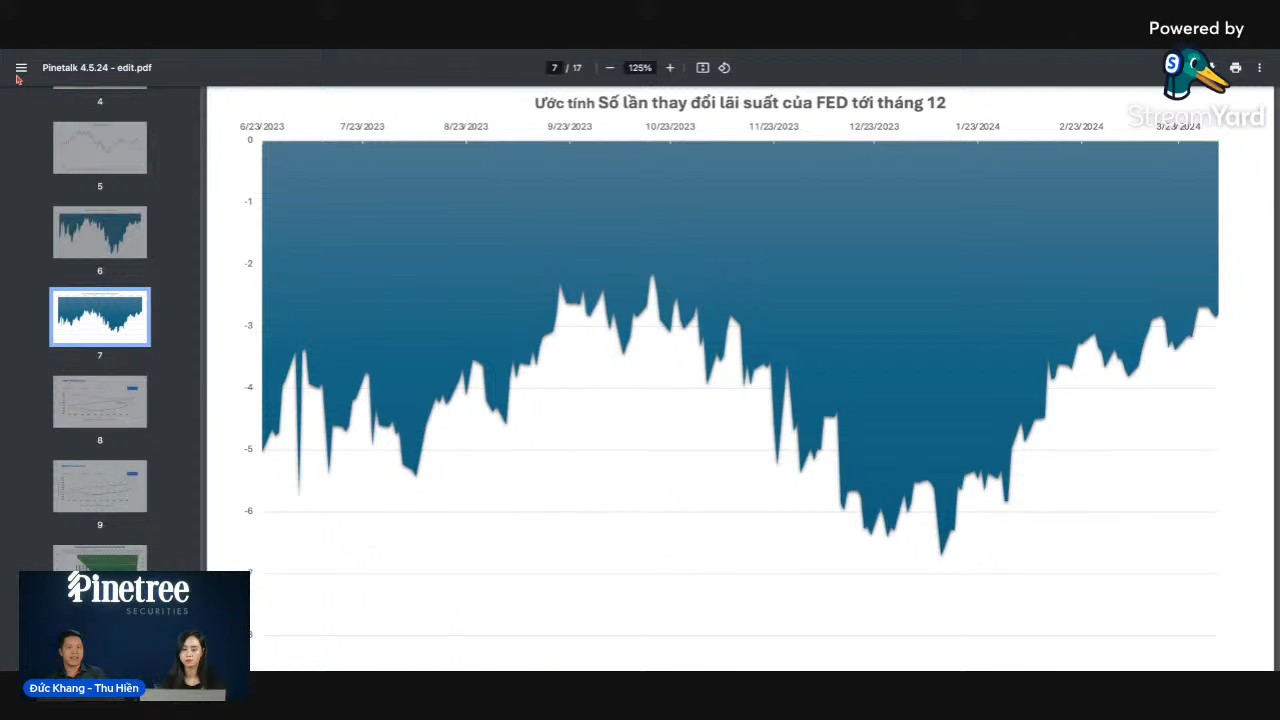 Powered by
StreamYard
Pinetalk 4.5.24 - edit.pdf
7 / 17
125%
Ước tính Số lần thay đổi lãi suất của FED tới tháng 12
6/23/2023 7/23/2023 8/23/2023 9/23/2023 10/23/2023 11/23/2023 12/23/2023 1/23/2024 2/23/2024 3/23/2024
0
-1
-2
-3
-4
-5
-6
4
5
6
7
8
9
Pinetree
SECURITIES
Đức Khang - Thu Hiền